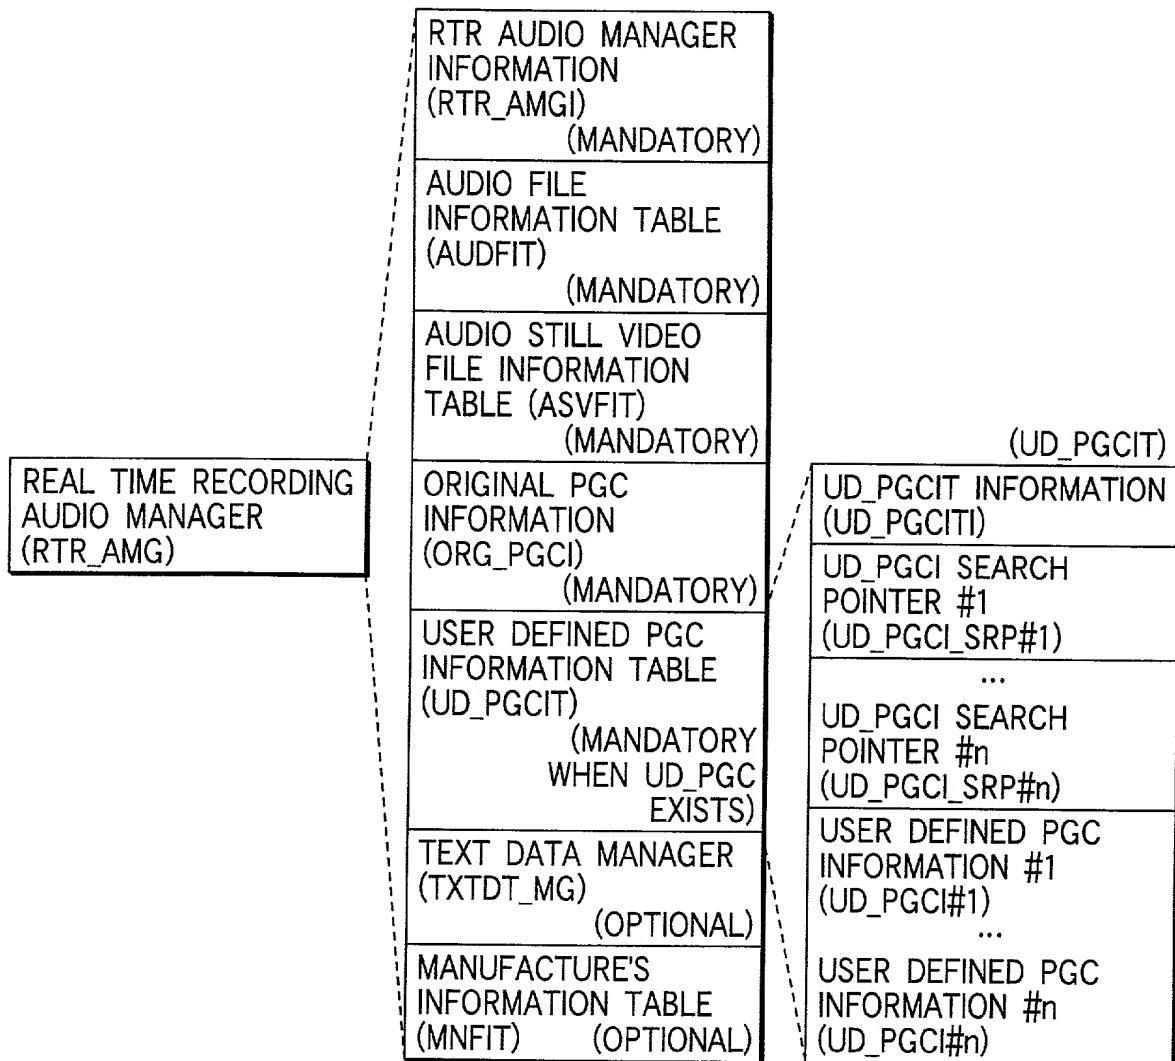 REAL TIME RECORDING
AUDIO MANAGER
(RTR_AMG)
RTR AUDIO MANAGER
INFORMATION
(RTR_AMGI)
(MANDATORY)
AUDIO FILE
INFORMATION TABLE
(AUDFIT)
(MANDATORY)
AUDIO STILL VIDEO
FILE INFORMATION
TABLE (ASVFIT)
(MANDATORY)
ORIGINAL PGC
INFORMATION
(ORG_PGCI)
(MANDATORY)
USER DEFINED PGC
INFORMATION TABLE
(UD_PGCIT)
(MANDATORY
WHEN UD_PGC
EXISTS)
TEXT DATA MANAGER
(TXTDT_MG)
(OPTIONAL)
MANUFACTURE'S
INFORMATION TABLE
(MNFIT) (OPTIONAL)
(UD_PGCIT)
UD_PGCIT INFORMATION
(UD_PGCITI)
UD_PGCI SEARCH
POINTER #1
(UD_PGCI_SRP#1)
...
UD_PGCI SEARCH
POINTER #n
(UD_PGCI_SRP#n)
USER DEFINED PGC
INFORMATION #1
(UD_PGCI#1)
...
USER DEFINED PGC
INFORMATION #n
(UD_PGCI#n)